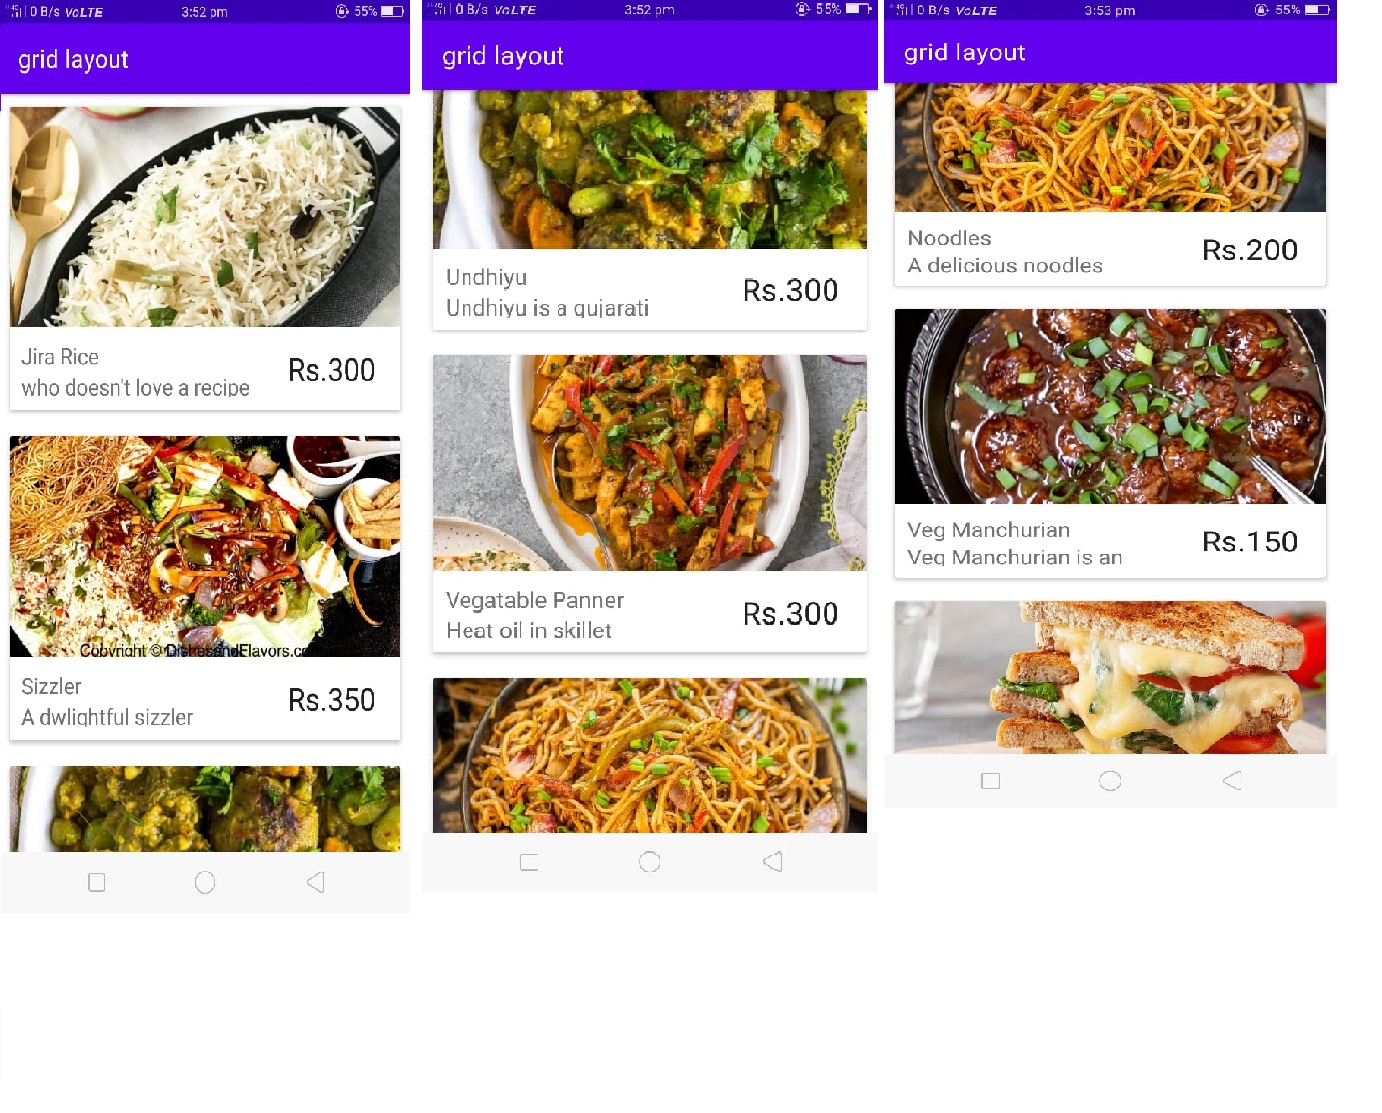 0 B/s VoLTE 3:52 pm 55%
grid layout
Jira Rice
who doesn't love a recipe
Rs.300
Copyright © DishesandFlavors.com
Sizzler
A dwlightful sizzler
Rs.350
0 B/s VoLTE 3:52 pm 55%
grid layout
Undhiyu
Undhiyu is a gujarati
Rs.300
Vegatable Panner
Heat oil in skillet
Rs.300
0 B/s VoLTE 3:53 pm 55%
grid layout
Noodles
A delicious noodles
Rs.200
Veg Manchurian
Veg Manchurian is an
Rs.150